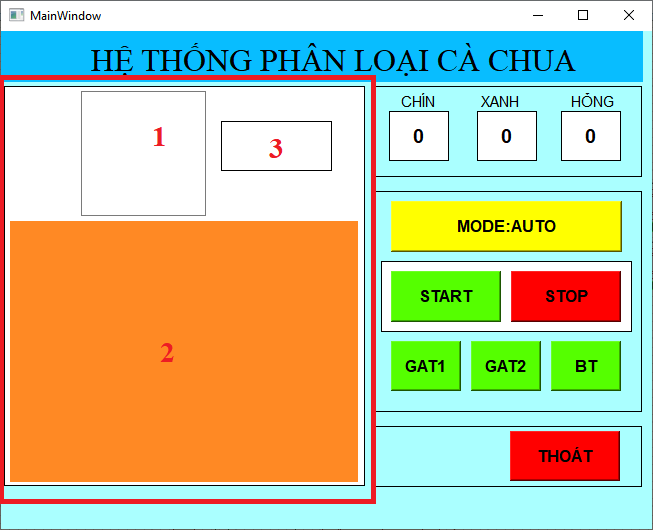 MainWindow
HỆ THỐNG PHÂN LOẠI CÀ CHUA
1
3
2
CHÍN XANH HỎNG
0 0 0
MODE:AUTO
START STOP
GAT1 GAT2 BT
THOÁT